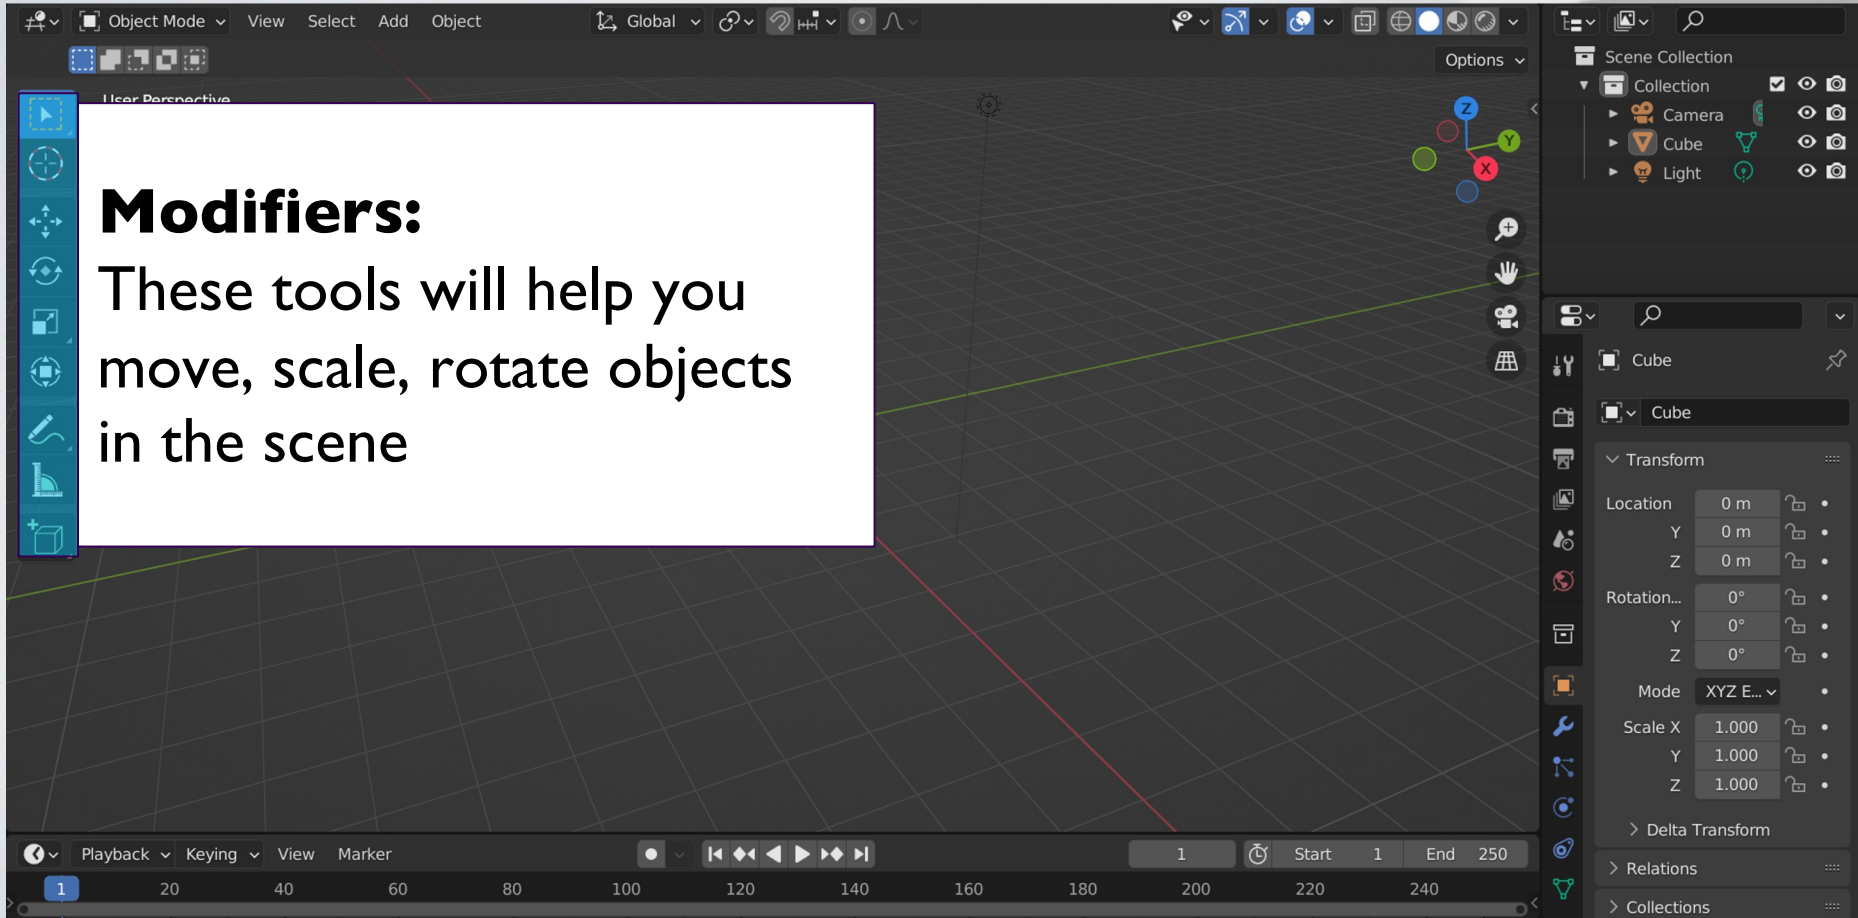 Object Mode View Select Add Object Global
Options
User Perspective
Modifiers:
These tools will help you
move, scale, rotate objects
in the scene
Z
Y
X
Scene Collection
Collection
Camera
Cube
Light
Cube
Cube
Transform
Location 0 m
Y 0 m
Z 0 m
Rotation... 0°
Y 0°
Z 0°
Mode XYZ E...
Scale X 1.000
Y 1.000
Z 1.000
Delta Transform
Relations
Collections
Playback Keying View Marker 1 Start 1 End 250
1 20 40 60 80 100 120 140 160 180 200 220 240